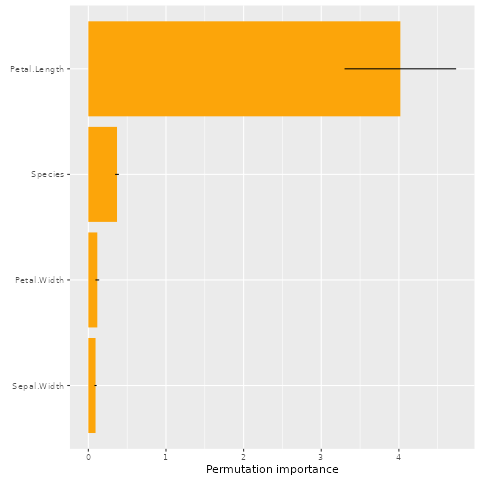 Petal.Length
Species
Petal.Width
Sepal.Width
0 1 2 3 4
Permutation importance